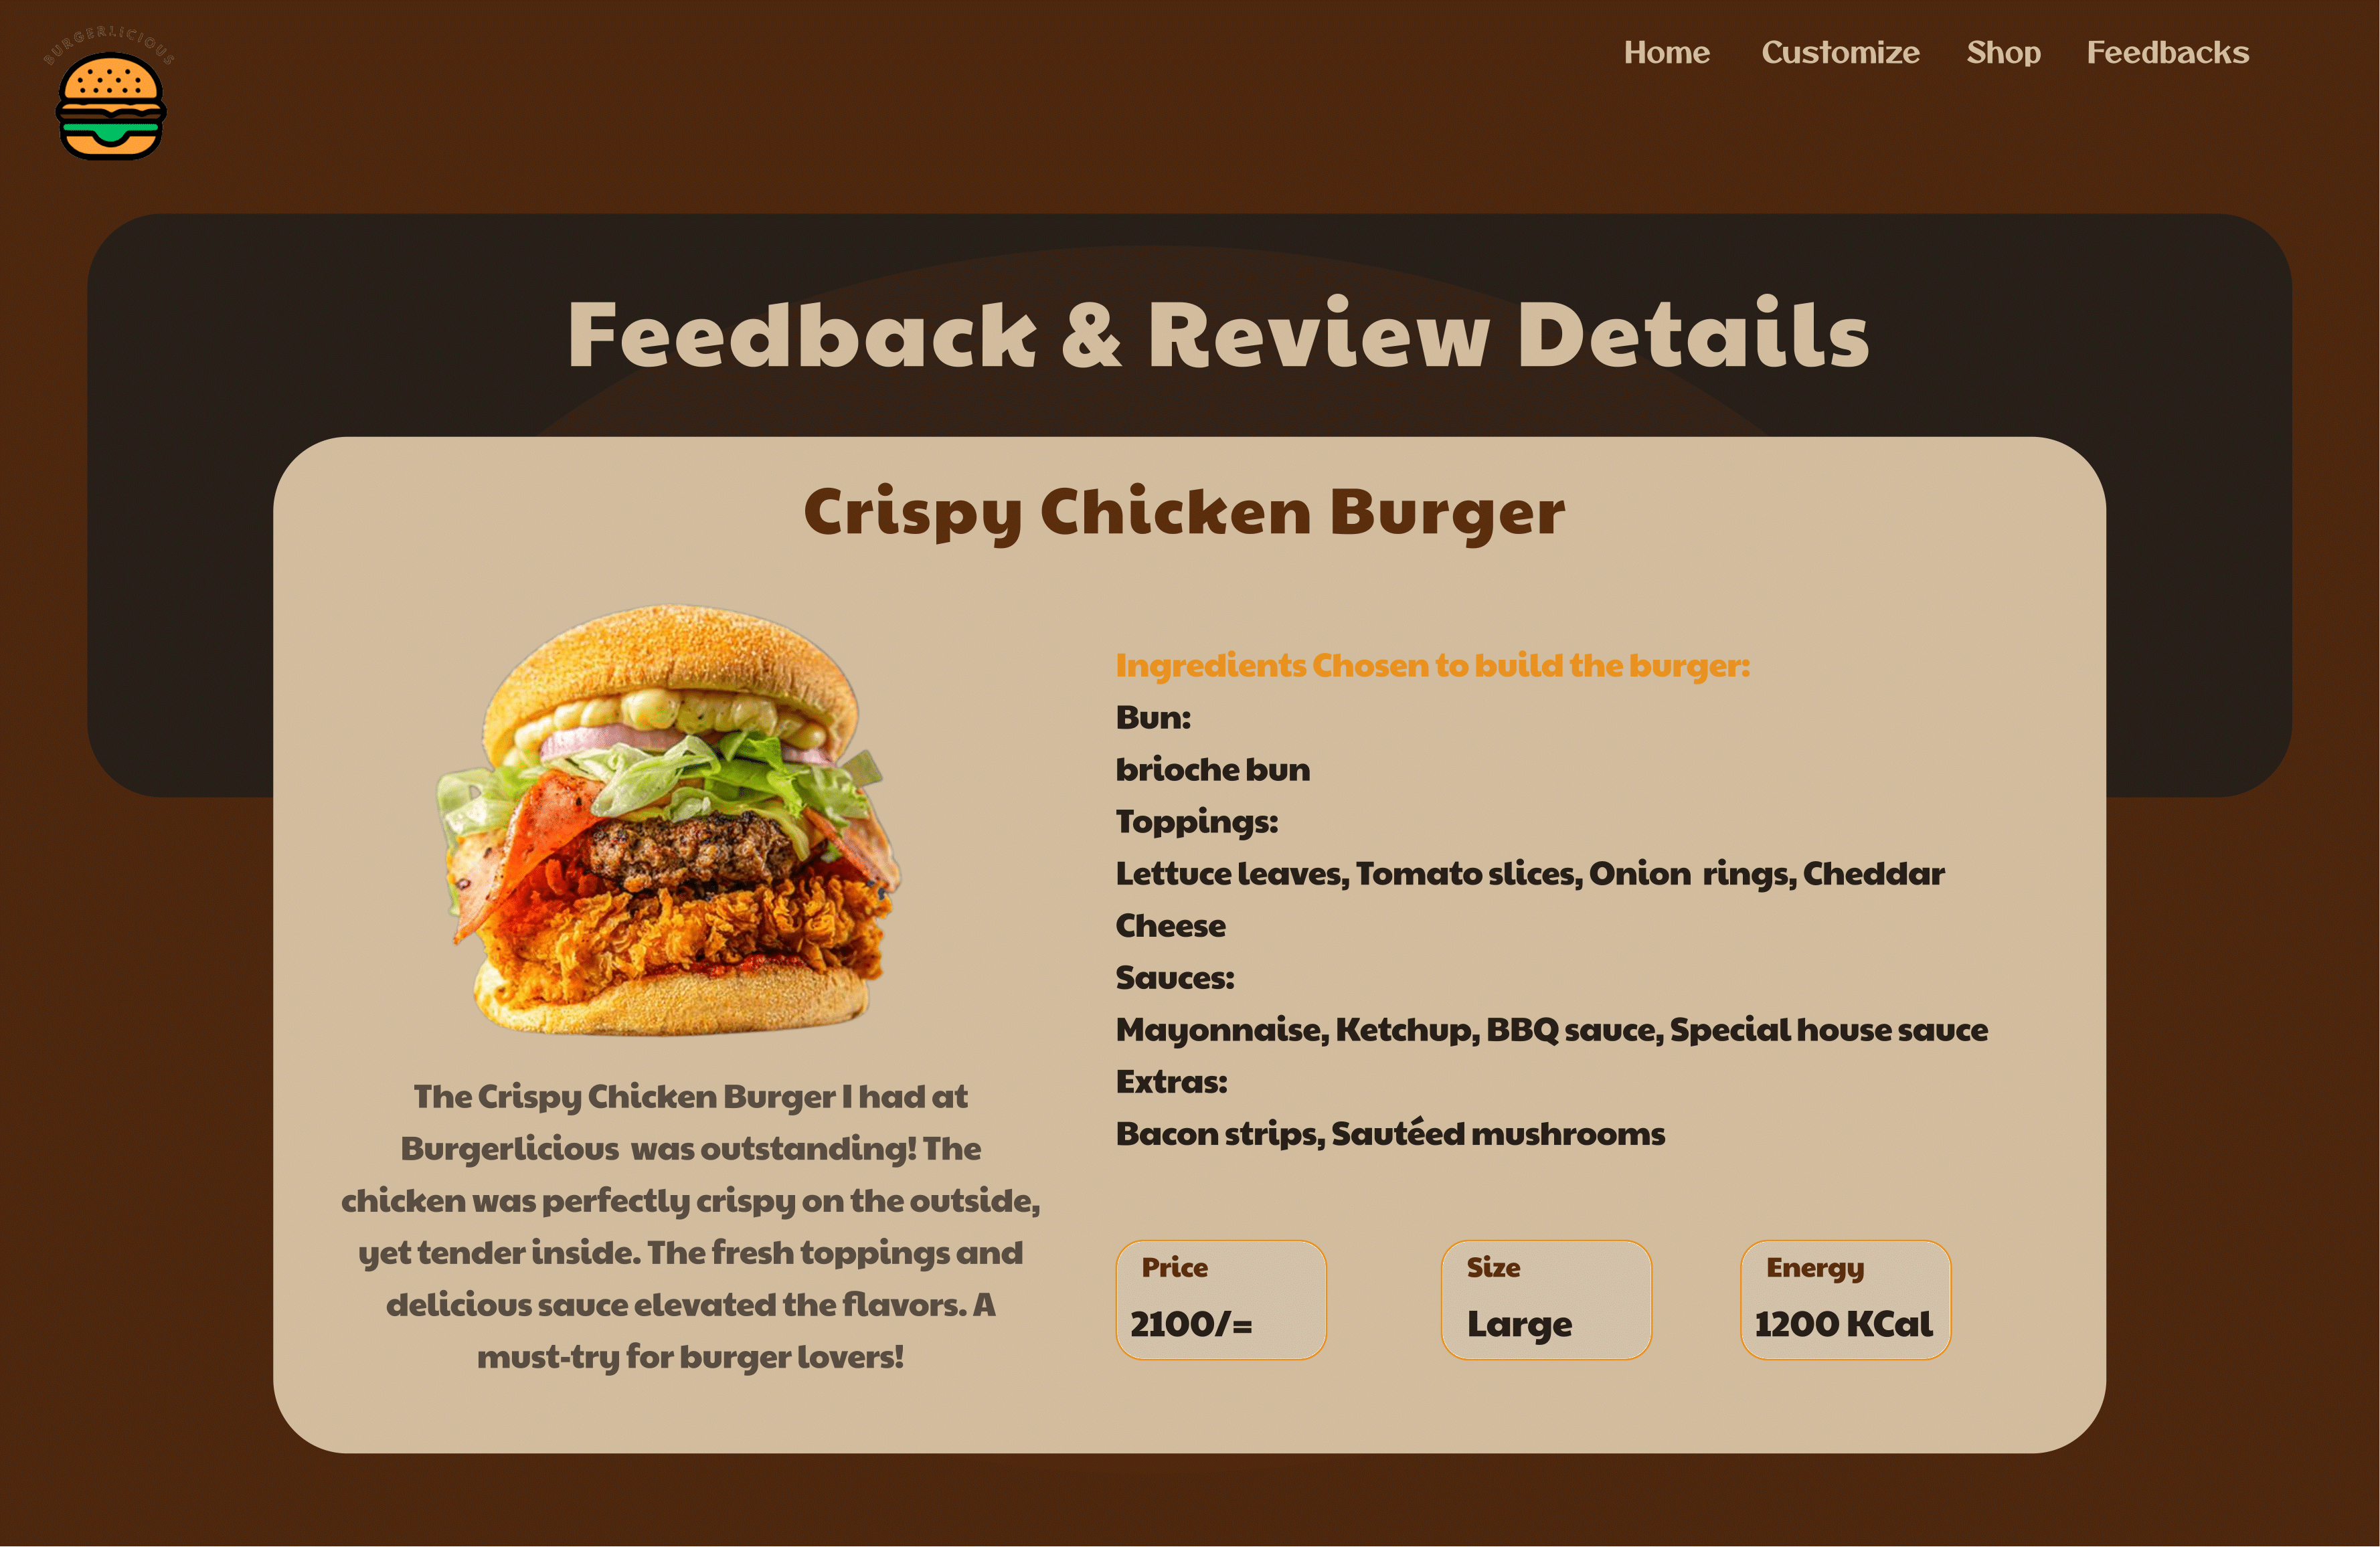 BURGERLICIOUS
Home Customize Shop Feedbacks
Feedback & Review Details
Crispy Chicken Burger
Ingredients Chosen to build the burger:
Bun:
brioche bun
Toppings:
Lettuce leaves, Tomato slices, Onion  rings, Cheddar
Cheese
Sauces:
Mayonnaise, Ketchup, BBQ sauce, Special house sauce
Extras:
Bacon strips, Sautéed mushrooms
The Crispy Chicken Burger I had at
Burgerlicious  was outstanding! The
chicken was perfectly crispy on the outside,
yet tender inside. The fresh toppings and
delicious sauce elevated the flavors. A
must-try for burger lovers!
Price
2100/=
Size
Large
Energy
1200 KCal